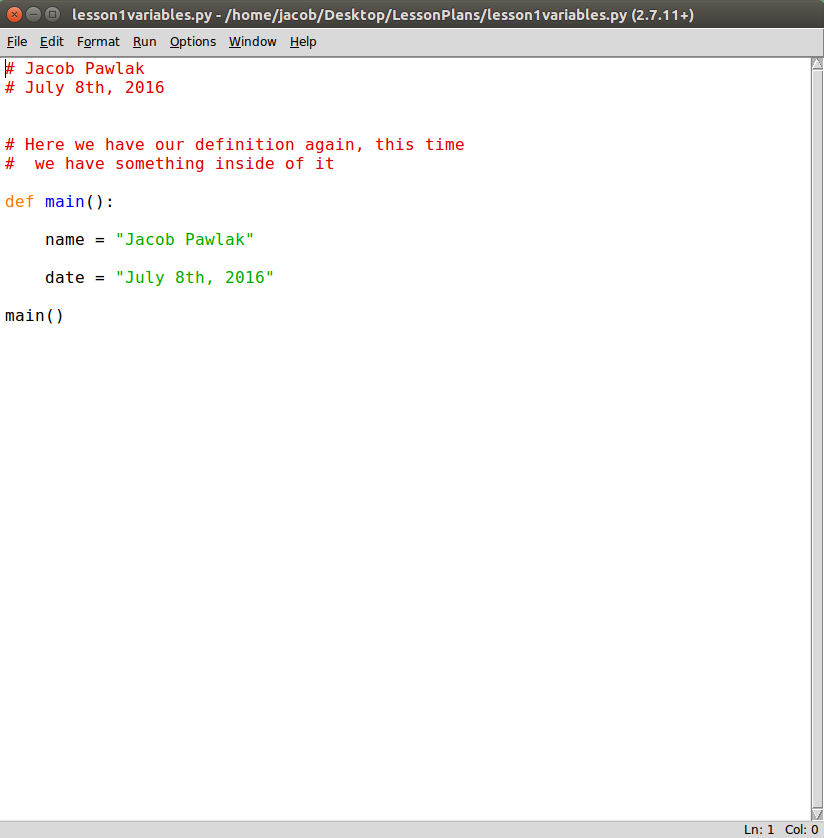 lesson1variables.py - /home/jacob/Desktop/LessonPlans/lesson1variables.py (2.7.11+)
File Edit Format Run Options Window Help
# Jacob Pawlak
# July 8th, 2016
# Here we have our definition again, this time
#  we have something inside of it
def main():
    name = "Jacob Pawlak"
    date = "July 8th, 2016"
main()
Ln: 1 Col: 0